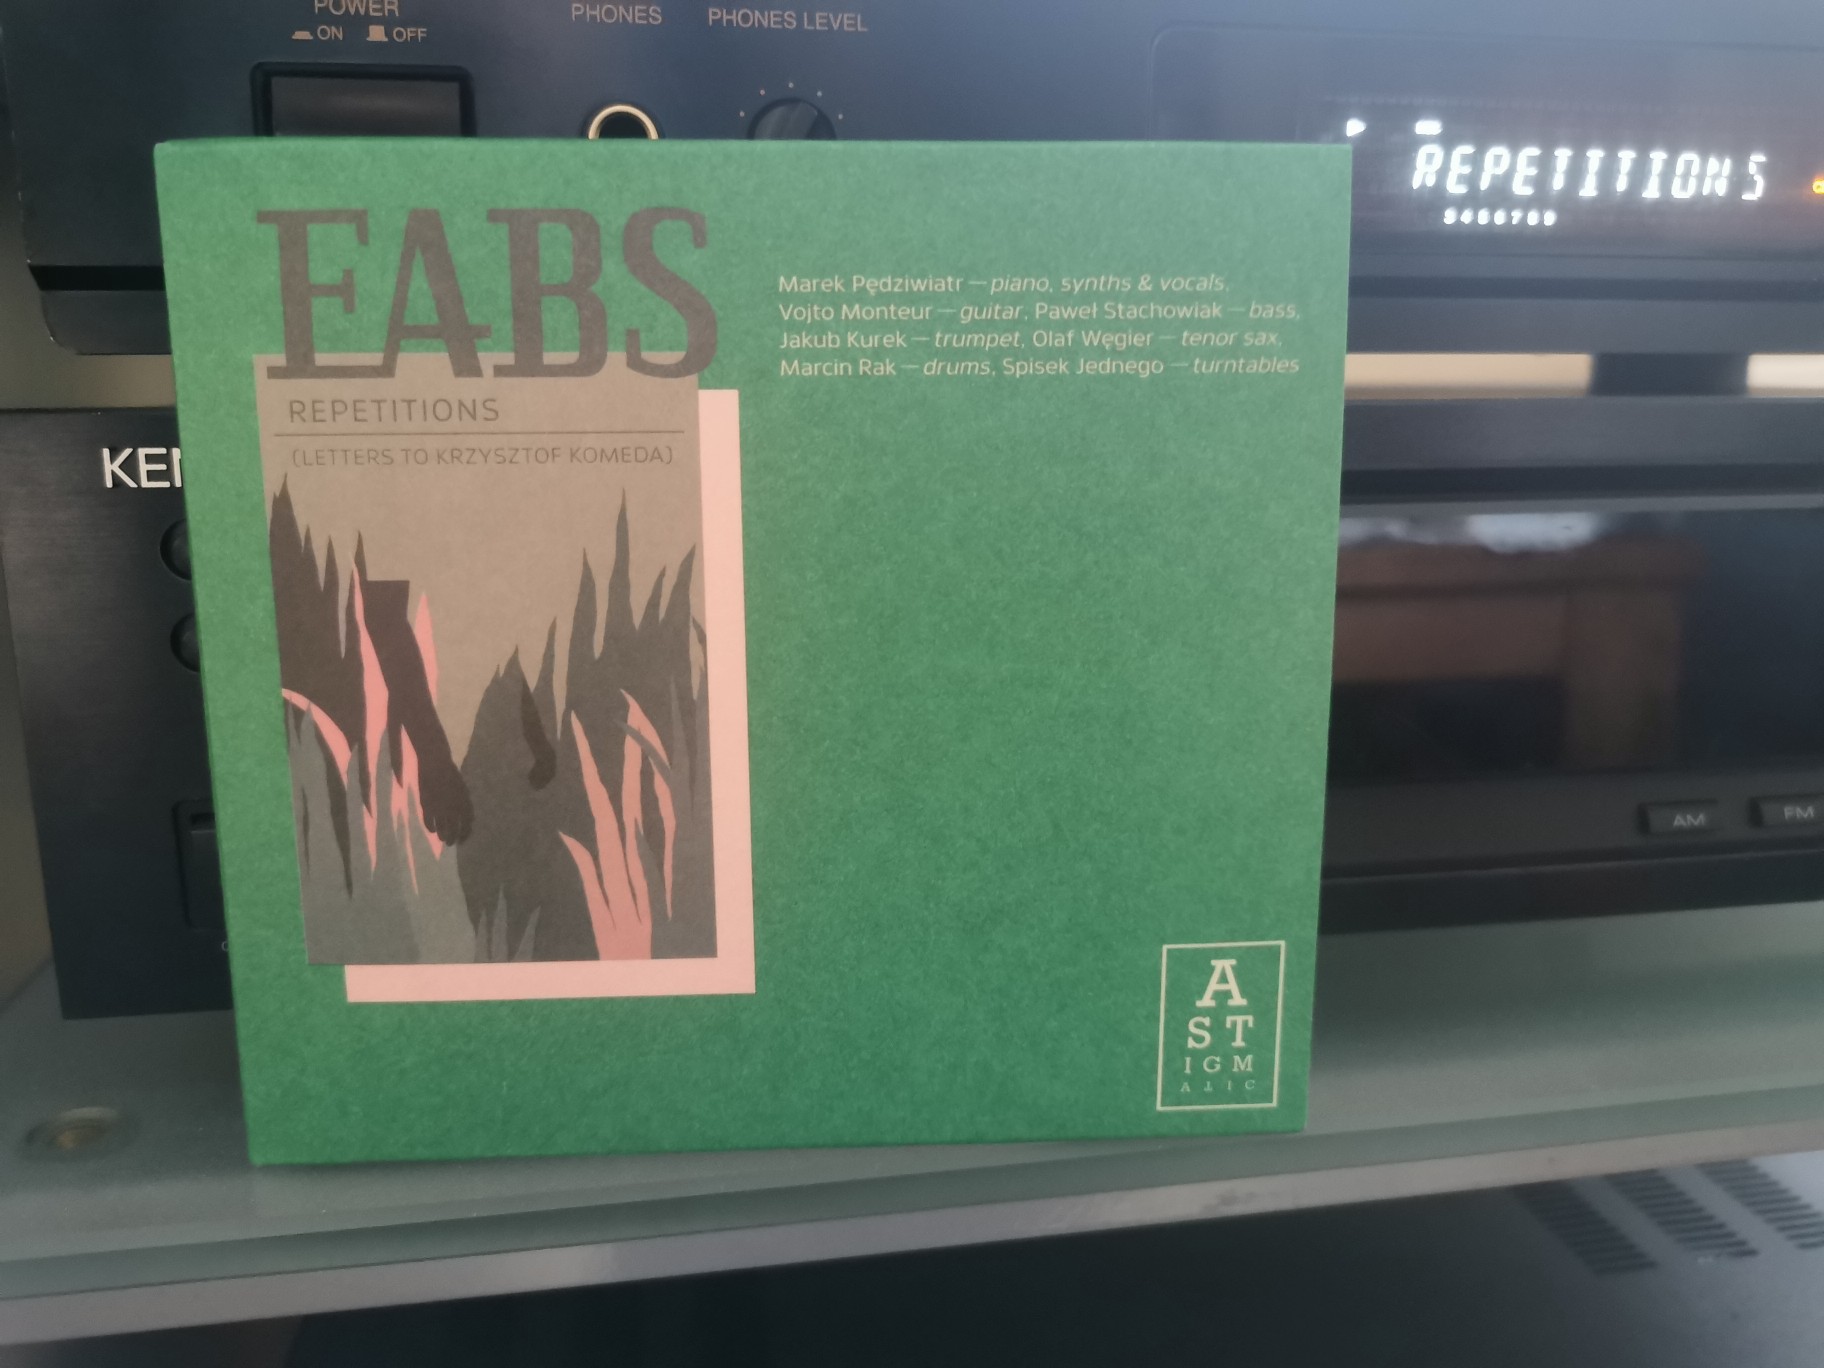 POWER
ON OFF
PHONES
PHONES LEVEL
REPETITIONS
EABS
REPETITIONS
(LETTERS TO KRZYSZTOF KOMEDA)
Marek Pędziwiatr — piano, synths & vocals,
Vojto Monteur — guitar, Paweł Stachowiak — bass,
Jakub Kurek — trumpet, Olaf Węgier — tenor sax,
Marcin Rak — drums, Spisek Jednego — turntables
AM FM
A
ST
IGM
ATIC